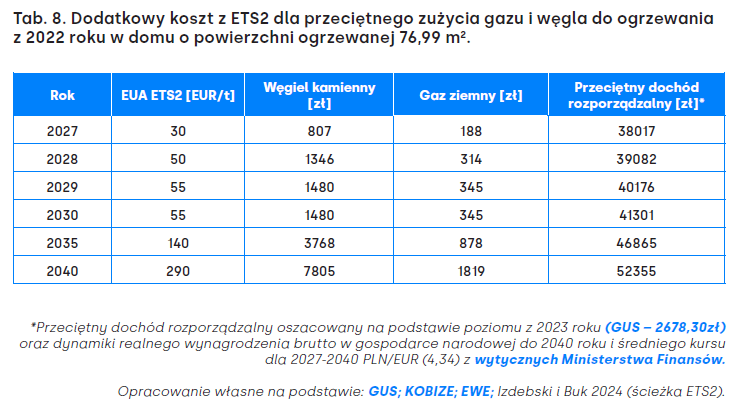 Tab. 8. Dodatkowy koszt z ETS2 dla przeciętnego zużycia gazu i węgla do ogrzewania
z 2022 roku w domu o powierzchni ogrzewanej 76,99 m².
Rok EUA ETS2 [EUR/t] Węgiel kamienny [zł] Gaz ziemny [zł] Przeciętny dochód rozporządzalny [zł]*
2027 30 807 188 38017
2028 50 1346 314 39082
2029 55 1480 345 40176
2030 55 1480 345 41301
2035 140 3768 878 46865
2040 290 7805 1819 52355
*Przeciętny dochód rozporządzalny oszacowany na podstawie poziomu z 2023 roku (GUS – 2678,30zł)
oraz dynamiki realnego wynagrodzenia brutto w gospodarce narodowej do 2040 roku i średniego kursu
dla 2027-2040 PLN/EUR (4,34) z wytycznych Ministerstwa Finansów.
Opracowanie własne na podstawie: GUS; KOBIZE; EWE; Izdebski i Buk 2024 (ścieżka ETS2).